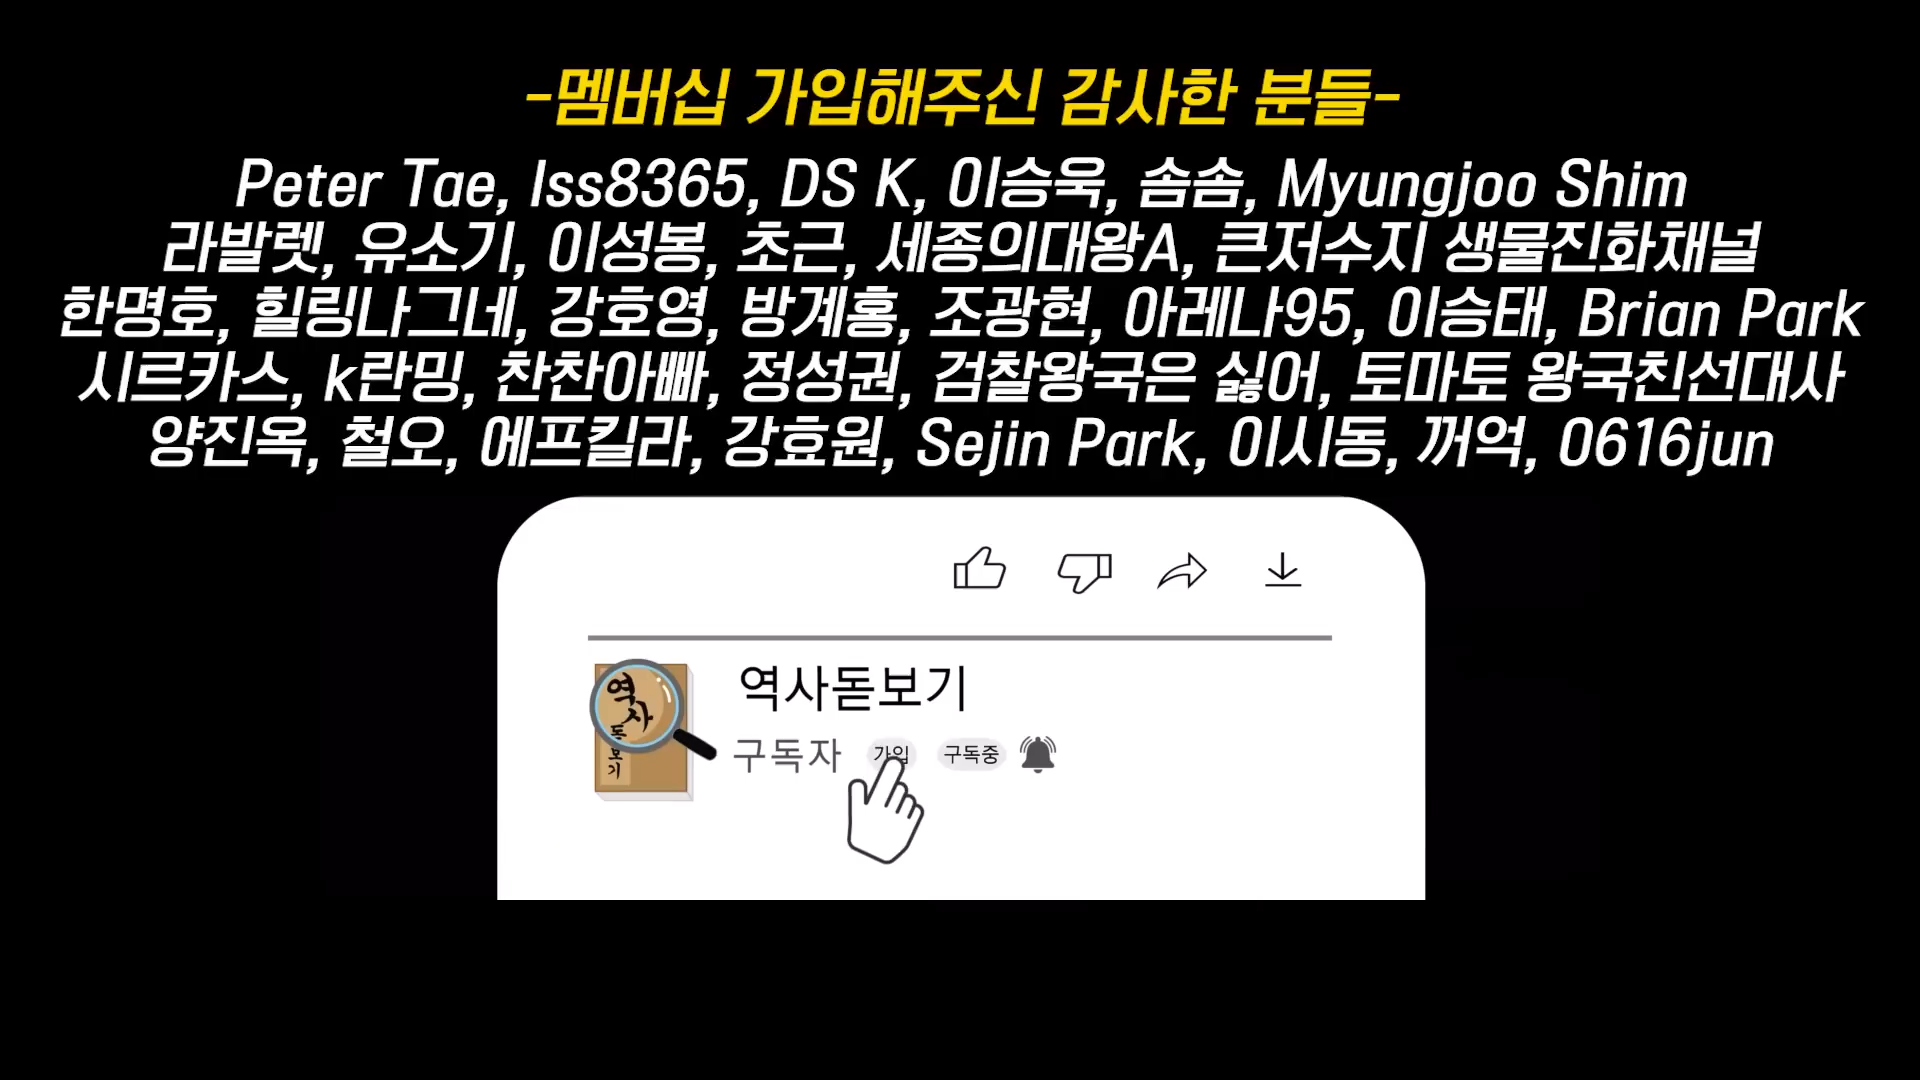 -멤버십 가입해주신 감사한 분들-
Peter Tae, Iss8365, DS K, 이승욱, 솜솜, Myungjoo Shim
라발렛, 유소기, 이성봉, 초근, 세종의대왕A, 큰저수지 생물진화채널
한명호, 힐링나그네, 강호영, 방계홍, 조광현, 아레나95, 이승태, Brian Park
시르카스, k란밍, 찬찬아빠, 정성권, 검찰왕국은 싫어, 토마토 왕국친선대사
양진옥, 철오, 에프킬라, 강효원, Sejin Park, 이시동, 꺼억, 0616jun
역사돋보기
역사돋보기
구독자 가입 구독중